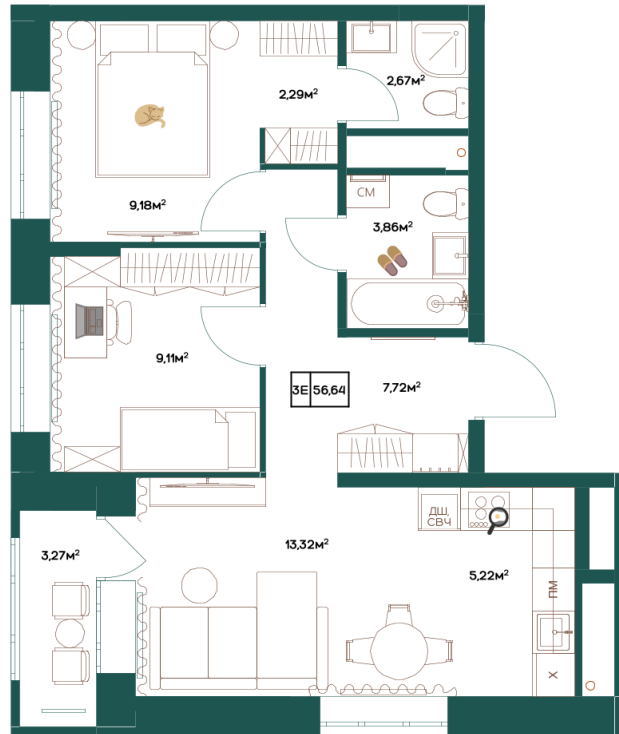 2,67м²
2,29м²
СМ
9,18м²
3,86м²
9,11м²
3Е 56,64
7,72м²
ДШ,
СВЧ
13,32м²
3,27м²
5,22м²
ПМ
Х